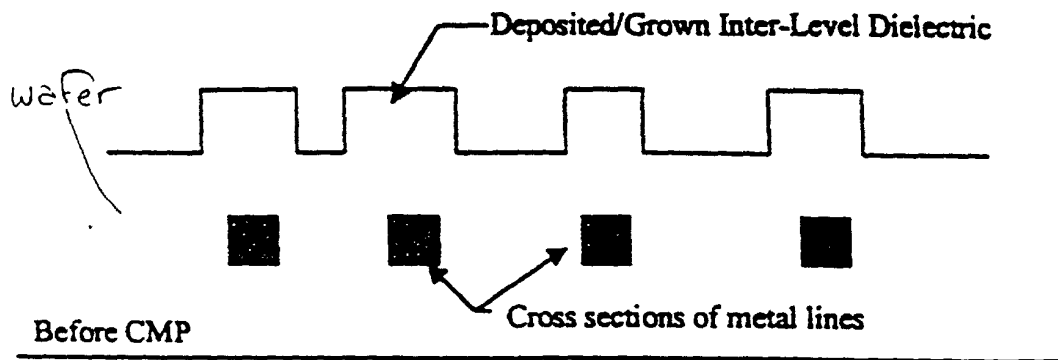 Deposited/Grown Inter-Level Dielectric
wafer
Cross sections of metal lines
Before CMP